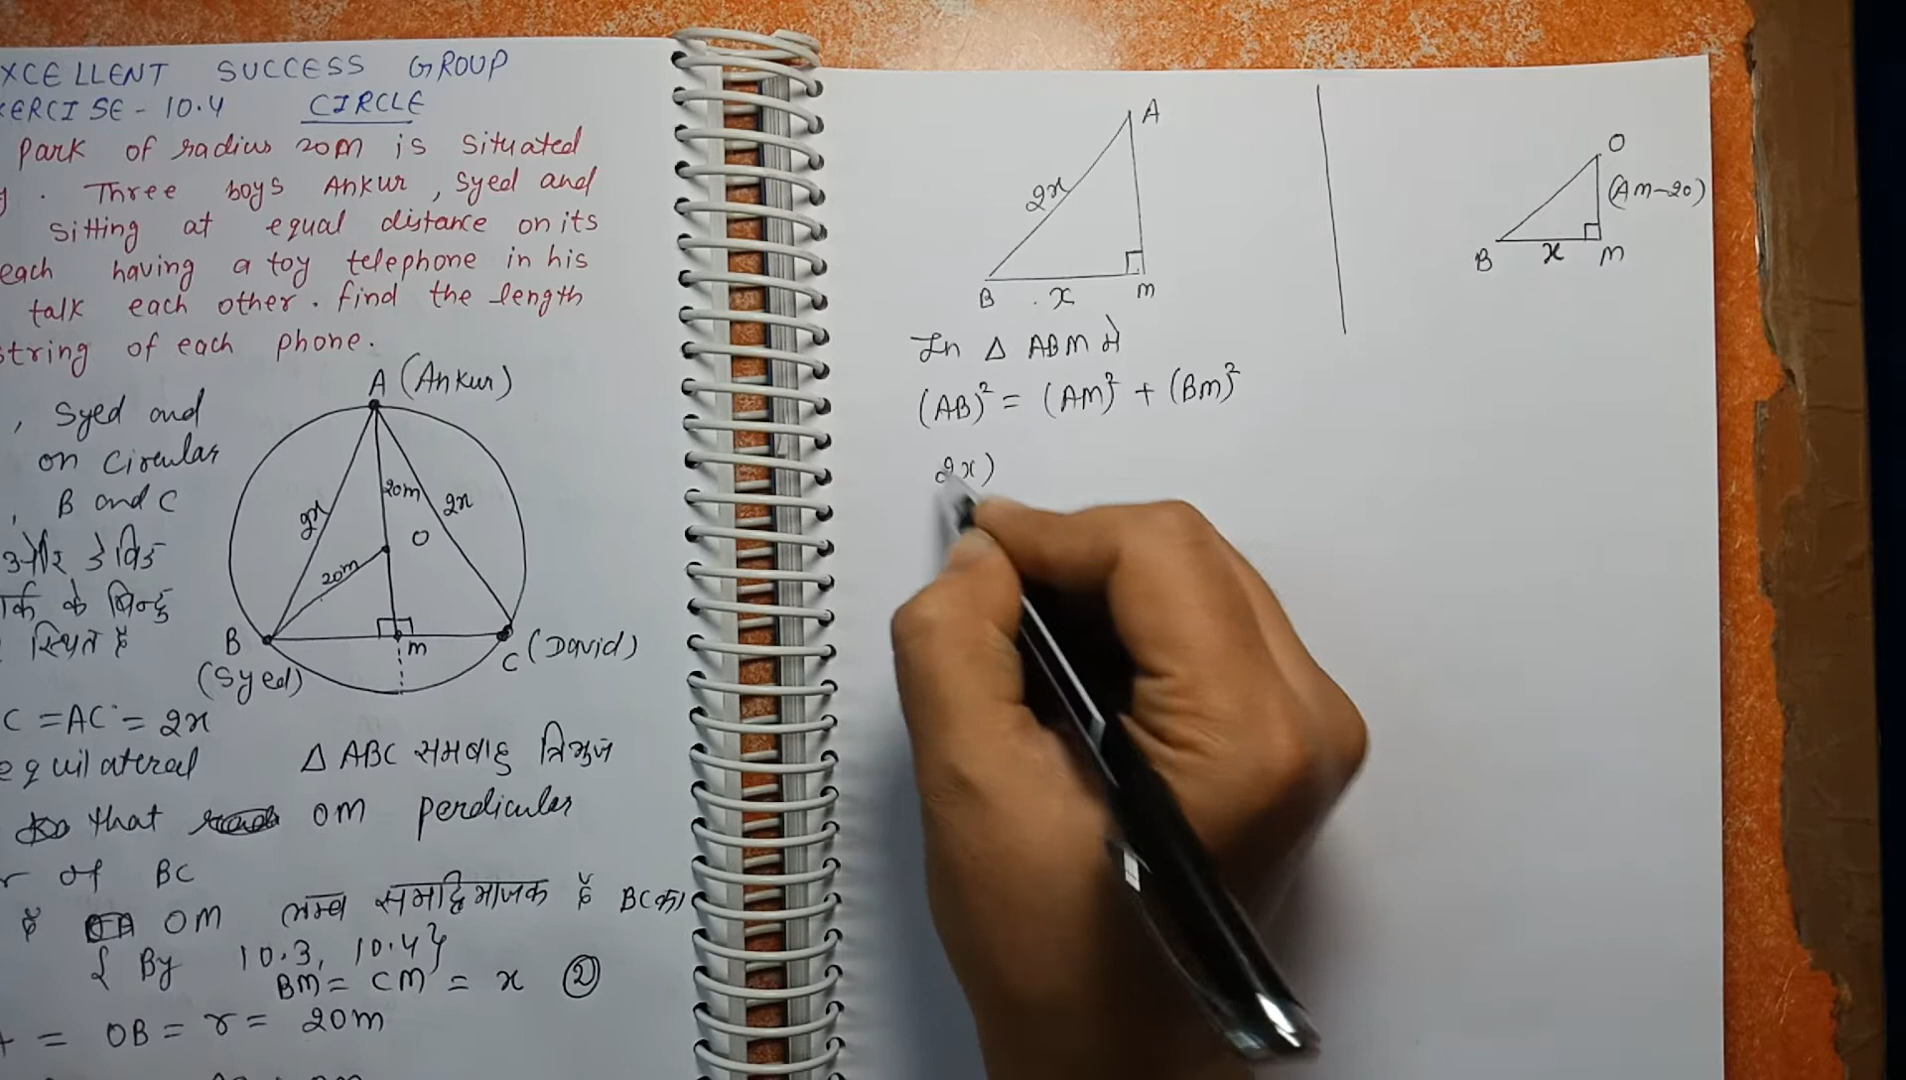 XCELLENT SUCCESS GROUP
XERCISE - 10.4 CIRCLE
Park of radius 20m is situated
. Three boys Ankur , Syed and
sitting at equal distance on its
each having a toy telephone in his
talk each other . find the length
string of each phone.
, Syed and
on Circular
, B and C
A (Ankur)
2x
20m
2x
O
20m
B
(Syed)
m
C (David)
स्थित है
C = AC = 2x
equilateral Δ ABC समबाहु त्रिभुज
that OM perdicular
r of BC
है OM लम्ब समद्विभाजक है BC का
{ By 10.3, 10.4}
BM = CM = x ②
= OB = r = 20m
A
2x
B x M
O
(AM-20)
B x M
In Δ ABM में
(AB)² = (AM)² + (BM)²
2x)